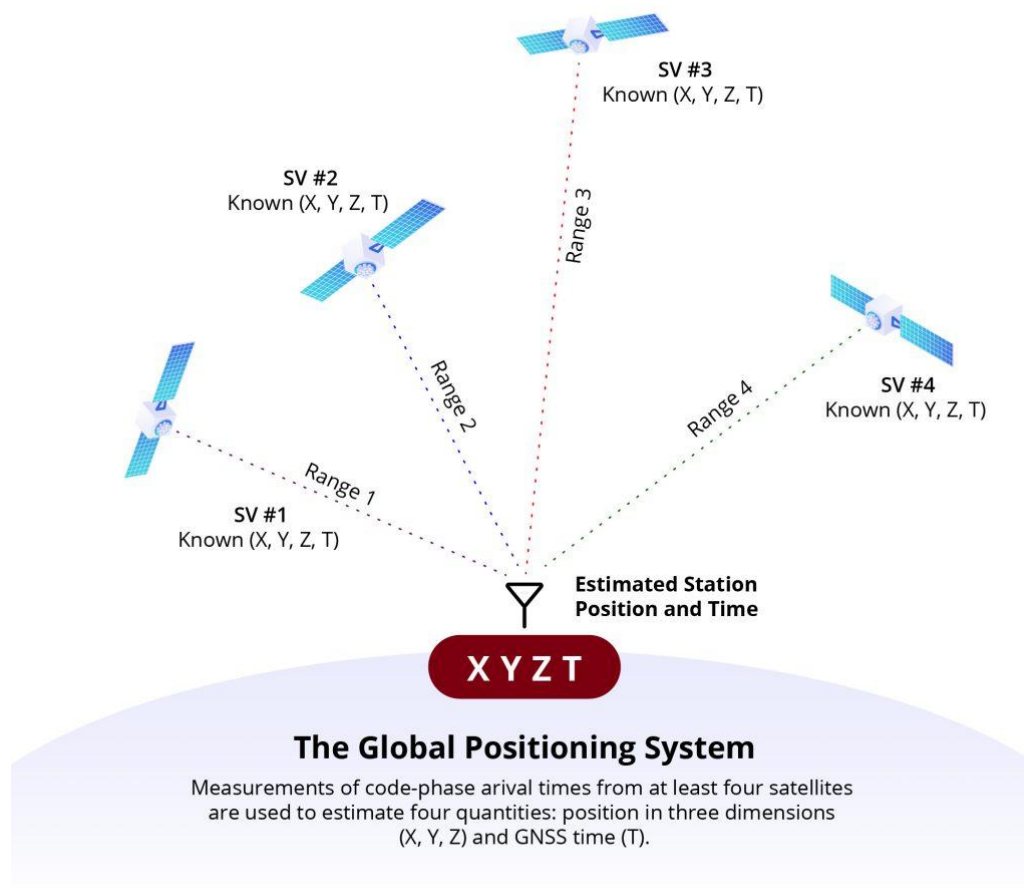 SV #3
Known (X, Y, Z, T)
SV #2
Known (X, Y, Z, T)
Range 3
Range 2
Range 4
SV #4
Known (X, Y, Z, T)
Range 1
SV #1
Known (X, Y, Z, T)
Estimated Station
Position and Time
X Y Z T
The Global Positioning System
Measurements of code-phase arival times from at least four satellites
are used to estimate four quantities: position in three dimensions
(X, Y, Z) and GNSS time (T).